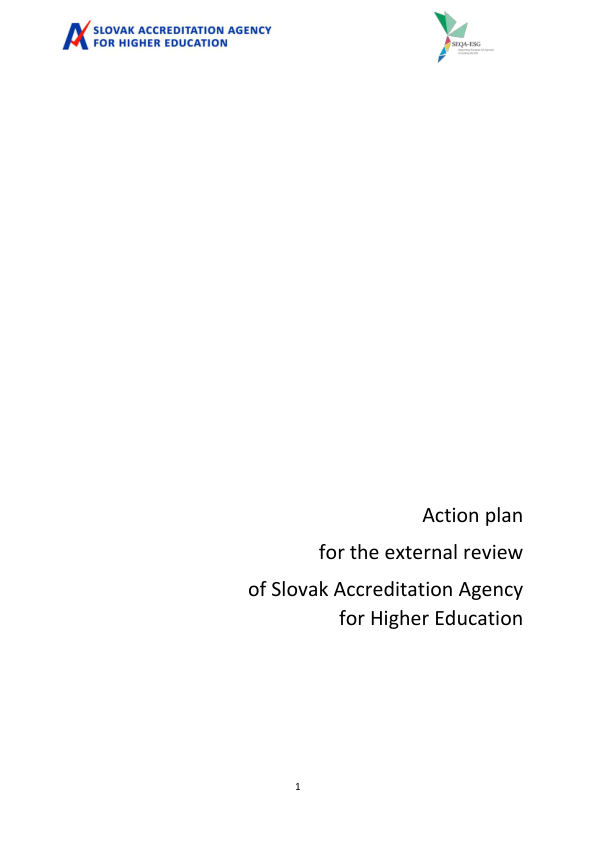 SLOVAK ACCREDITATION AGENCY
FOR HIGHER EDUCATION
SEQA-ESG
Action plan
for the external review
of Slovak Accreditation Agency
for Higher Education
1